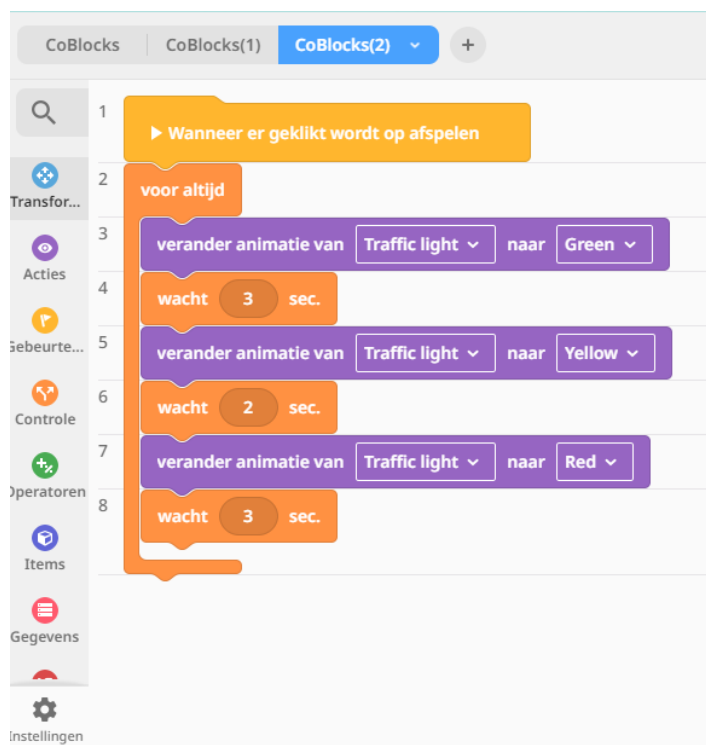 CoBlocks CoBlocks(1) CoBlocks(2) +
1 Wanneer er geklikt wordt op afspelen
2 voor altijd
Transfor...
3 verander animatie van Traffic light naar Green
Acties
4 wacht 3 sec.
Gebeurte...
5 verander animatie van Traffic light naar Yellow
6 wacht 2 sec.
Controle
7 verander animatie van Traffic light naar Red
Operatoren
8 wacht 3 sec.
Items
Gegevens
Instellingen